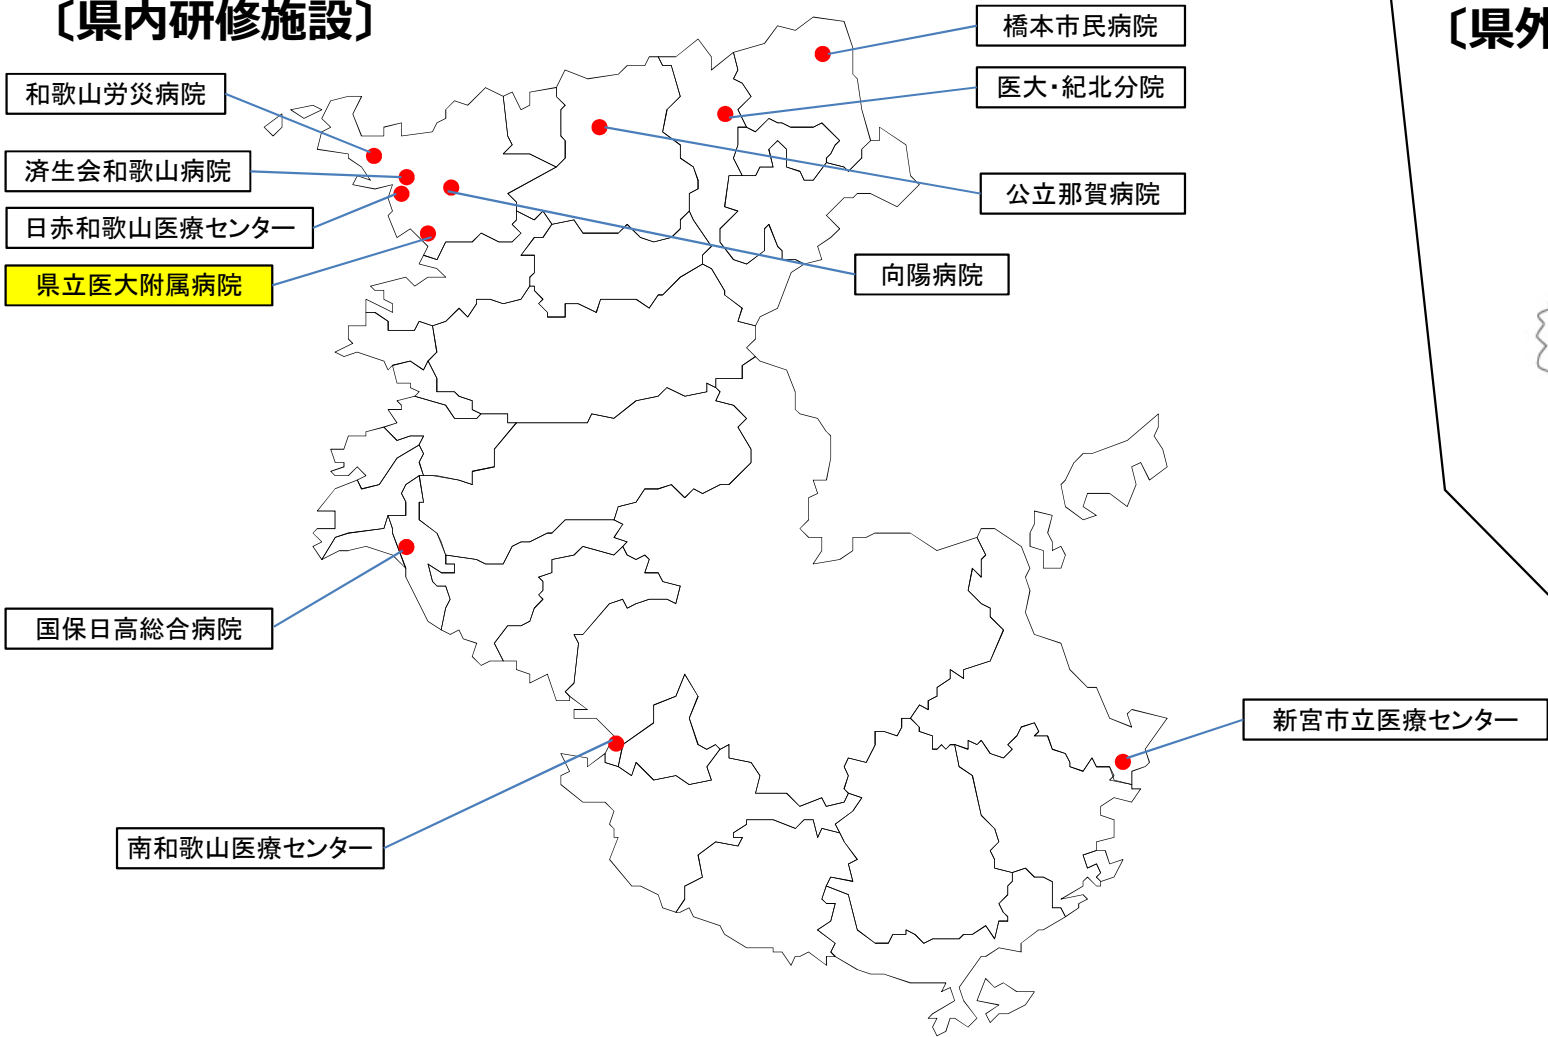 〔県内研修施設〕
〔県外
橋本市民病院
和歌山労災病院
医大・紀北分院
済生会和歌山病院
公立那賀病院
日赤和歌山医療センター
県立医大附属病院
向陽病院
国保日高総合病院
新宮市立医療センター
南和歌山医療センター